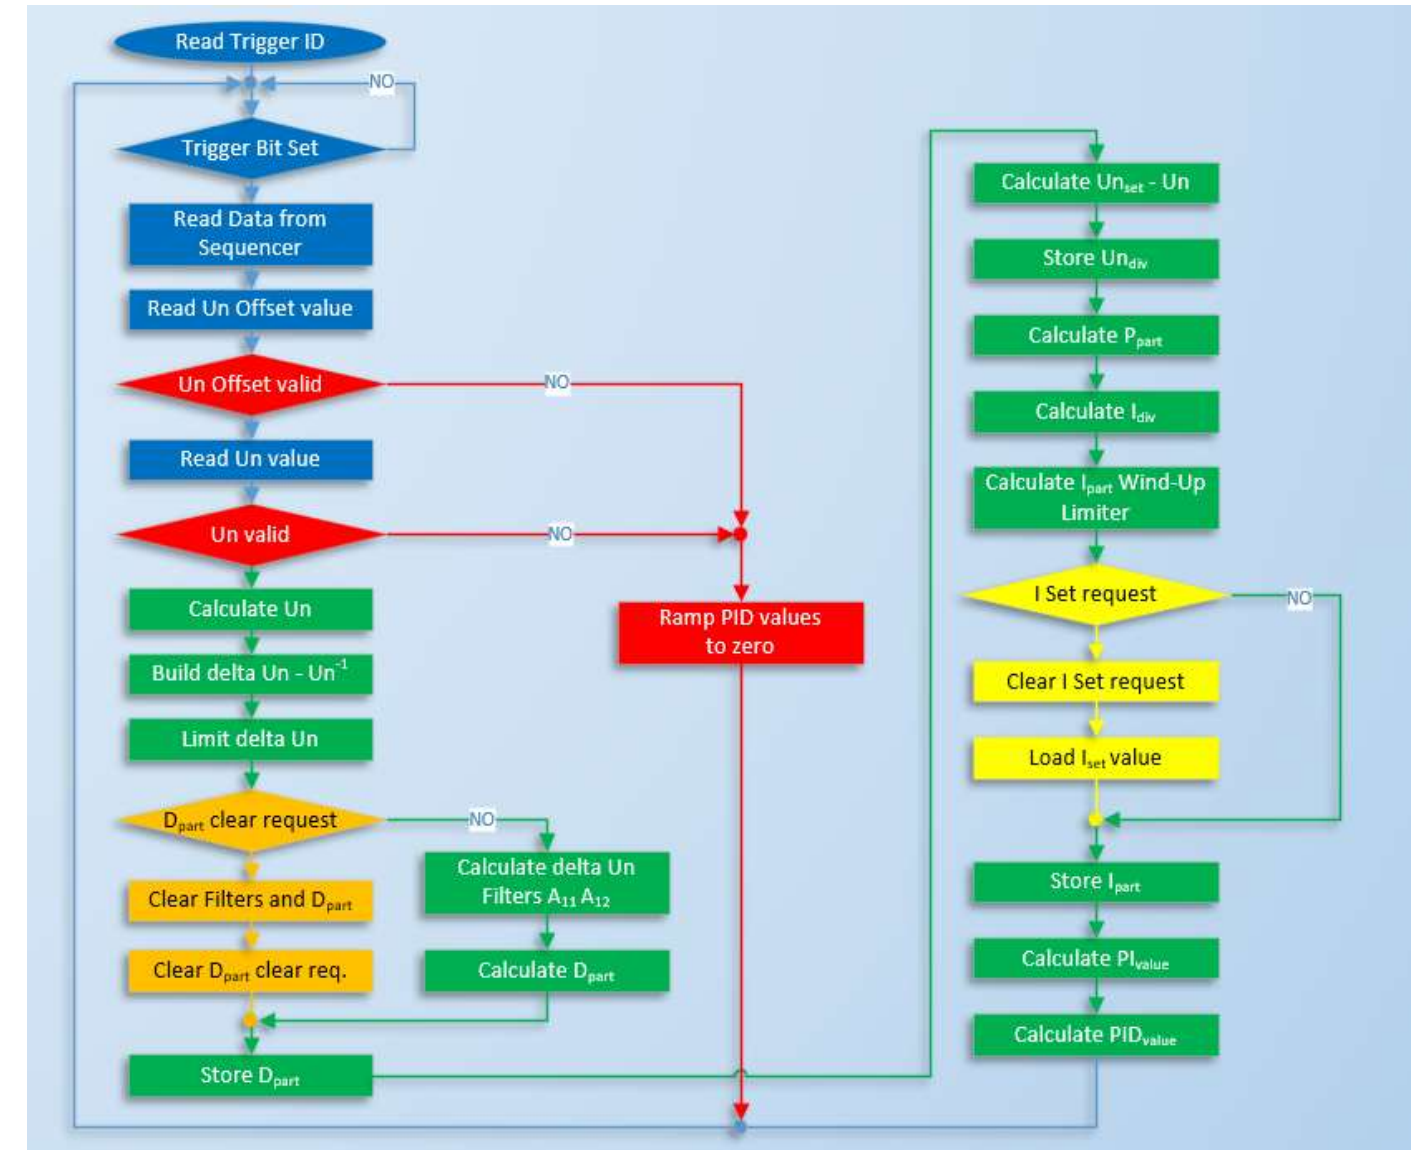 Read Trigger ID
NO
Trigger Bit Set
Read Data from
Sequencer
Read Un Offset value
Un Offset valid
NO
Read Un value
Un valid
NO
Calculate Un
Build delta Un - Un⁻¹
Limit delta Un
Dpart clear request
NO
Clear Filters and Dpart
Clear Dpart clear req.
Calculate delta Un
Filters A₁₁ A₁₂
Calculate Dpart
Store Dpart
Ramp PID values
to zero
Calculate Unset - Un
Store Undiv
Calculate Ppart
Calculate Idiv
Calculate Ipart Wind-Up
Limiter
I Set request
NO
Clear I Set request
Load Iset value
Store Ipart
Calculate PIvalue
Calculate PIDvalue